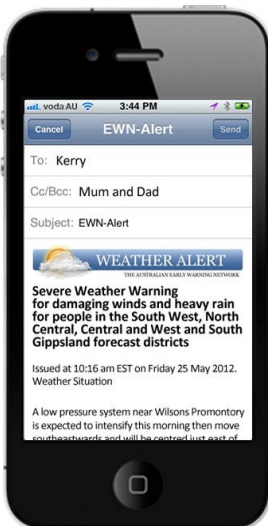 voda AU 3:44 PM
Cancel EWN-Alert Send
To: Kerry
Cc/Bcc: Mum and Dad
Subject: EWN-Alert
WEATHER ALERT
THE AUSTRALIAN EARLY WARNING NETWORK
Severe Weather Warning
for damaging winds and heavy rain
for people in the South West, North
Central, Central and West and South
Gippsland forecast districts
Issued at 10:16 am EST on Friday 25 May 2012.
Weather Situation
A low pressure system near Wilsons Promontory
is expected to intensify this morning then move
southeastwards and will be centred just east of